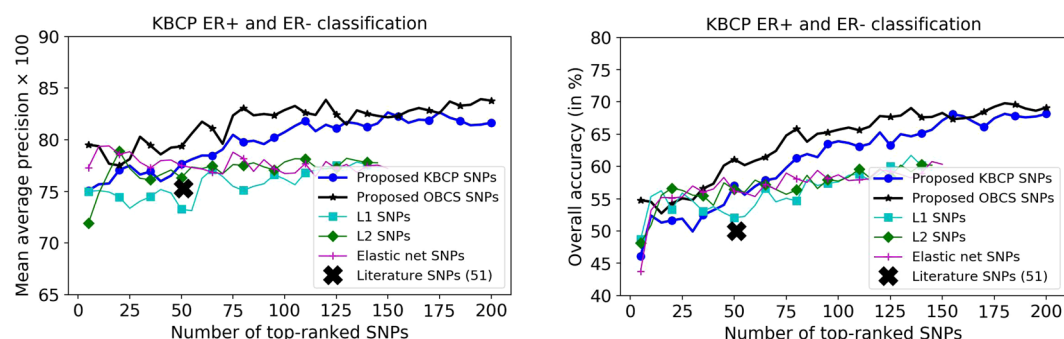 KBCP ER+ and ER- classification
Mean average precision × 100
90
85
80
75
70
65
0 25 50 75 100 125 150 175 200
Number of top-ranked SNPs
Proposed KBCP SNPs
Proposed OBCS SNPs
L1 SNPs
L2 SNPs
Elastic net SNPs
Literature SNPs (51)
KBCP ER+ and ER- classification
Overall accuracy (in %)
80
75
70
65
60
55
50
45
40
0 25 50 75 100 125 150 175 200
Number of top-ranked SNPs
Proposed KBCP SNPs
Proposed OBCS SNPs
L1 SNPs
L2 SNPs
Elastic net SNPs
Literature SNPs (51)